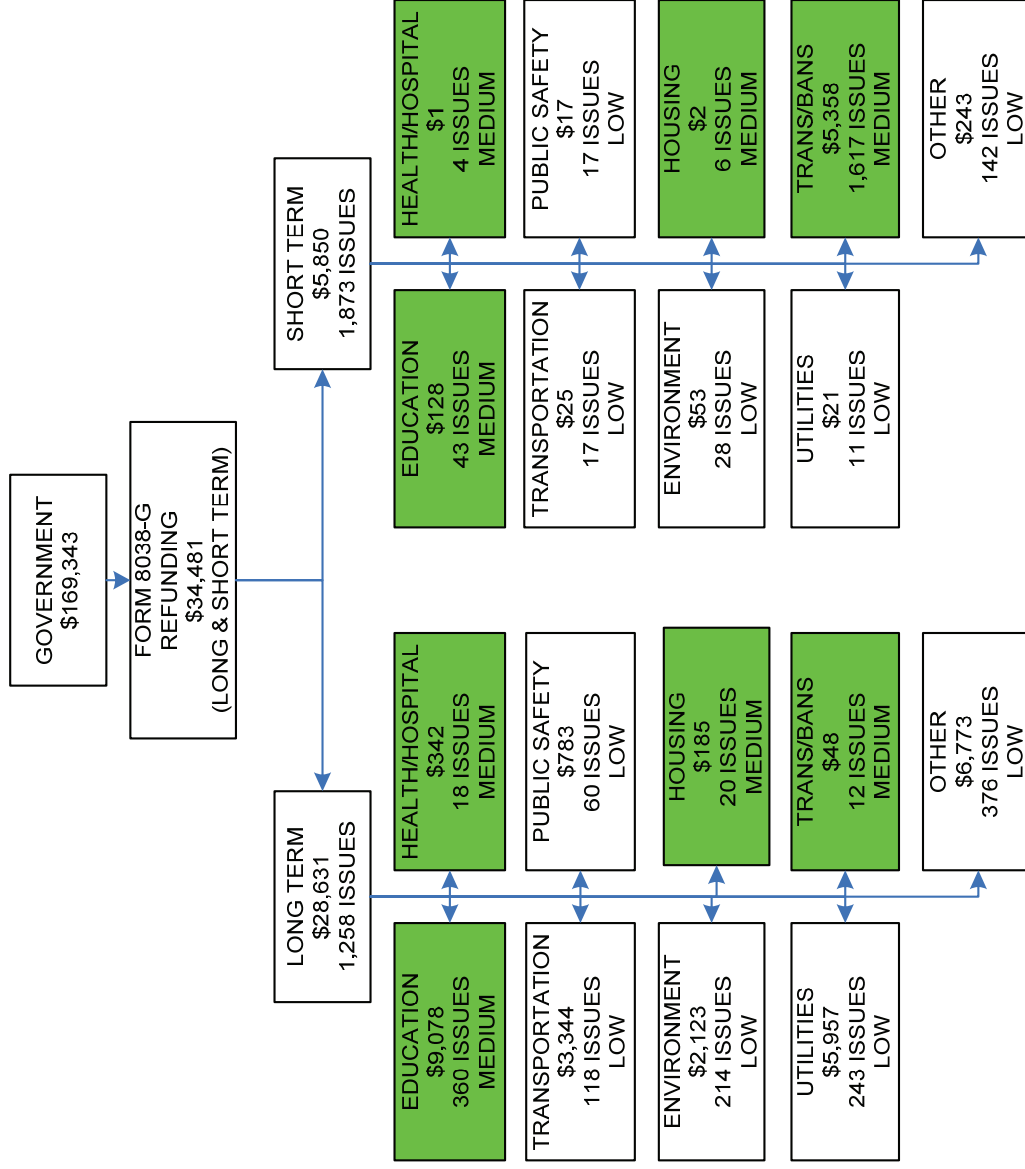 GOVERNMENT
$169,343
FORM 8038-G
REFUNDING
$34,481
(LONG & SHORT TERM)
LONG TERM
$28,631
1,258 ISSUES
SHORT TERM
$5,850
1,873 ISSUES
EDUCATION
$9,078
360 ISSUES
MEDIUM
HEALTH/HOSPITAL
$342
18 ISSUES
MEDIUM
TRANSPORTATION
$3,344
118 ISSUES
LOW
PUBLIC SAFETY
$783
60 ISSUES
LOW
ENVIRONMENT
$2,123
214 ISSUES
LOW
HOUSING
$185
20 ISSUES
MEDIUM
UTILITIES
$5,957
243 ISSUES
LOW
TRANS/BANS
$48
12 ISSUES
MEDIUM
OTHER
$6,773
376 ISSUES
LOW
EDUCATION
$128
43 ISSUES
MEDIUM
HEALTH/HOSPITAL
$1
4 ISSUES
MEDIUM
TRANSPORTATION
$25
17 ISSUES
LOW
PUBLIC SAFETY
$17
17 ISSUES
LOW
ENVIRONMENT
$53
28 ISSUES
LOW
HOUSING
$2
6 ISSUES
MEDIUM
UTILITIES
$21
11 ISSUES
LOW
TRANS/BANS
$5,358
1,617 ISSUES
MEDIUM
OTHER
$243
142 ISSUES
LOW